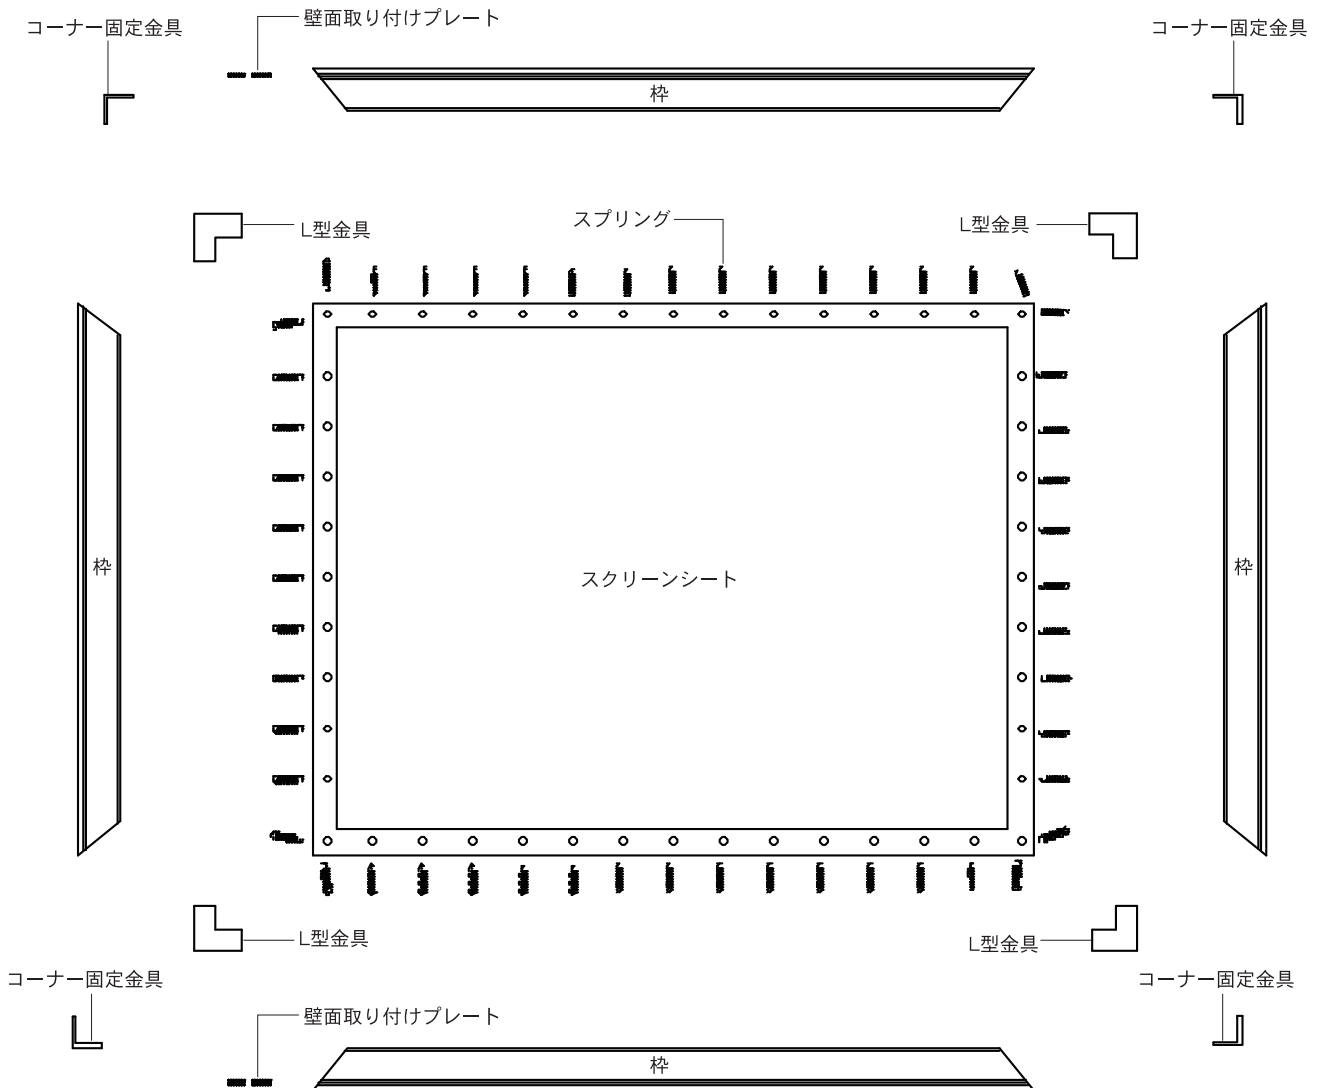 コーナー固定金具
壁面取り付けプレート
コーナー固定金具
枠
L型金具
スプリング
L型金具
枠
スクリーンシート
枠
L型金具
L型金具
コーナー固定金具
コーナー固定金具
壁面取り付けプレート
枠